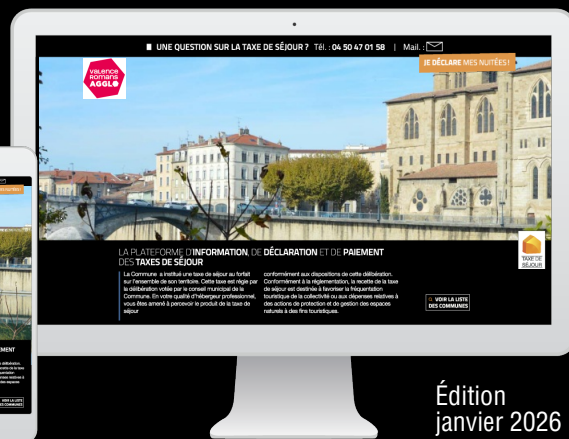 UNE QUESTION SUR LA TAXE DE SÉJOUR ? Tél. : 04 50 47 01 58 | Mail. :
JE DÉCLARE MES NUITÉES !
valence
Romans
AGGLO
LA PLATEFORME D'INFORMATION, DE DÉCLARATION ET DE PAIEMENT
DES TAXES DE SÉJOUR
La Commune a institué une taxe de séjour au forfait
sur l'ensemble de son territoire. Cette taxe est régie par
la délibération votée par le conseil municipal de la
Commune. En votre qualité d'hébergeur professionnel,
vous êtes amené à percevoir le produit de la taxe de
séjour
conformément aux dispositions de cette délibération.
Conformément à la réglementation, la recette de la taxe
de séjour est destinée à favoriser la fréquentation
touristique de la collectivité ou aux dépenses relatives à
des actions de protection et de gestion des espaces
naturels à des fins touristiques.
TAXE DE
SÉJOUR
VOIR LA LISTE
DES COMMUNES
VOIR LA LISTE
DES COMMUNES
Édition
janvier 2026